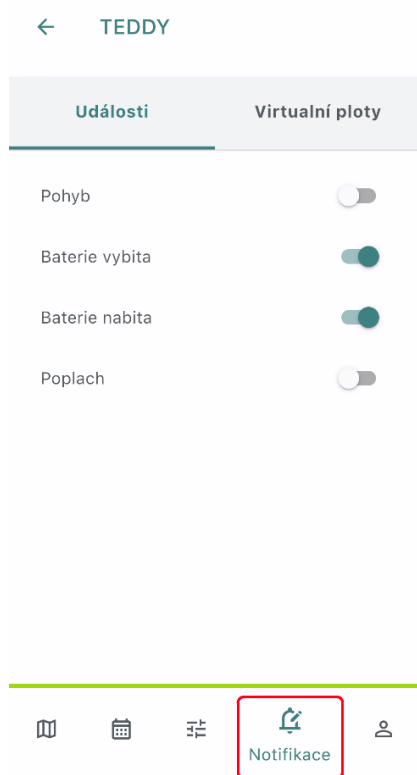 TEDDY
Události
Virtualní ploty
Pohyb
Baterie vybita
Baterie nabita
Poplach
Notifikace